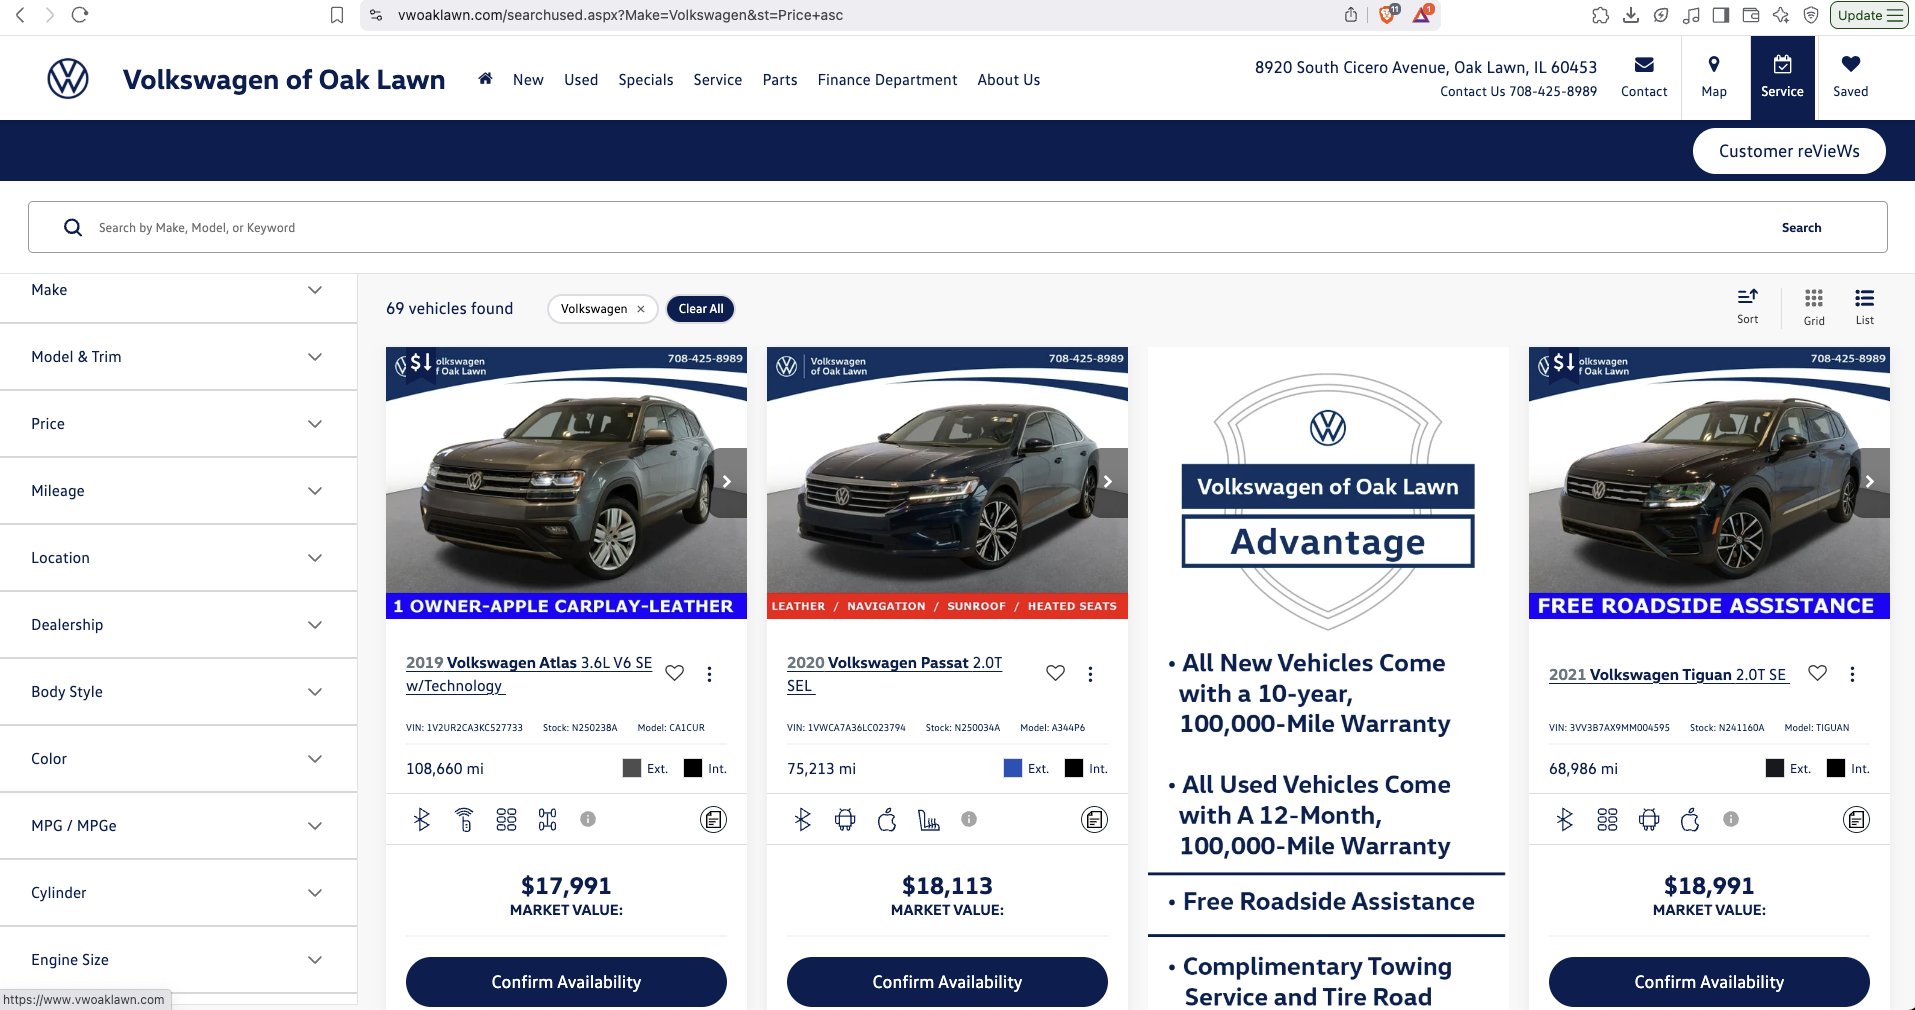 vwoaklawn.com/searchused.aspx?Make=Volkswagen&st=Price+asc
11
1
Update
Volkswagen of Oak Lawn
New
Used
Specials
Service
Parts
Finance Department
About Us
8920 South Cicero Avenue, Oak Lawn, IL 60453
Contact Us 708-425-8989
Contact
Map
Service
Saved
Customer reVieWs
Search by Make, Model, or Keyword
Search
Make
Model & Trim
Price
Mileage
Location
Dealership
Body Style
Color
MPG / MPGe
Cylinder
Engine Size
https://www.vwoaklawn.com
69 vehicles found
Volkswagen ×
Clear All
Sort
Grid
List
$
olkswagen
f Oak Lawn
708-425-8989
1 OWNER-APPLE CARPLAY-LEATHER
2019 Volkswagen Atlas 3.6L V6 SE
w/Technology
VIN: 1V2UR2CA3KC527733 Stock: N250238A Model: CA1CUR
108,660 mi
Ext.
Int.
$17,991
MARKET VALUE:
Confirm Availability
Volkswagen
of Oak Lawn
708-425-8989
LEATHER / NAVIGATION / SUNROOF / HEATED SEATS
2020 Volkswagen Passat 2.0T
SEL
VIN: 1VWCA7A36LC023794 Stock: N250034A Model: A344P6
75,213 mi
Ext.
Int.
$18,113
MARKET VALUE:
Confirm Availability
Volkswagen of Oak Lawn
Advantage
• All New Vehicles Come
with a 10-year,
100,000-Mile Warranty
• All Used Vehicles Come
with A 12-Month,
100,000-Mile Warranty
• Free Roadside Assistance
• Complimentary Towing
Service and Tire Road
$
olkswagen
f Oak Lawn
708-425-8989
FREE ROADSIDE ASSISTANCE
2021 Volkswagen Tiguan 2.0T SE
VIN: 3VV3B7AX9MM004595 Stock: N241160A Model: TIGUAN
68,986 mi
Ext.
Int.
$18,991
MARKET VALUE:
Confirm Availability